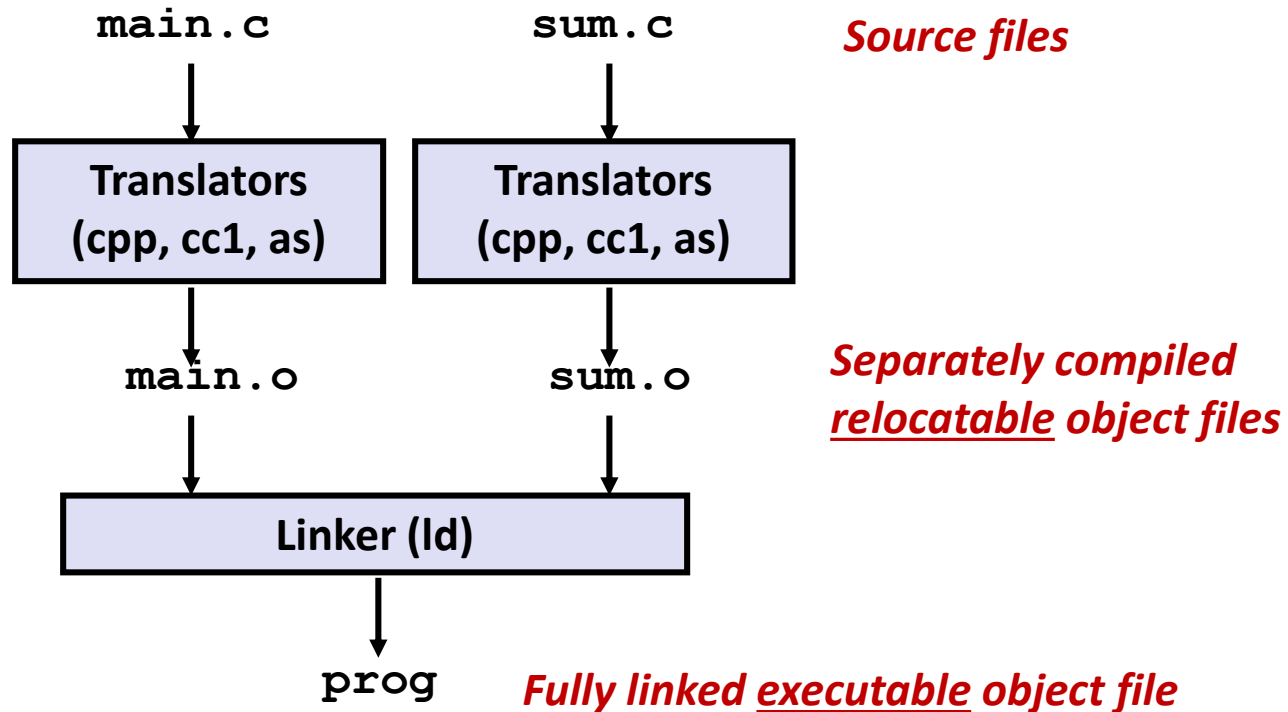 main.c
sum.c
Source files
Translators
(cpp, cc1, as)
Translators
(cpp, cc1, as)
main.o
sum.o
Separately compiled
relocatable object files
Linker (ld)
prog
Fully linked executable object file